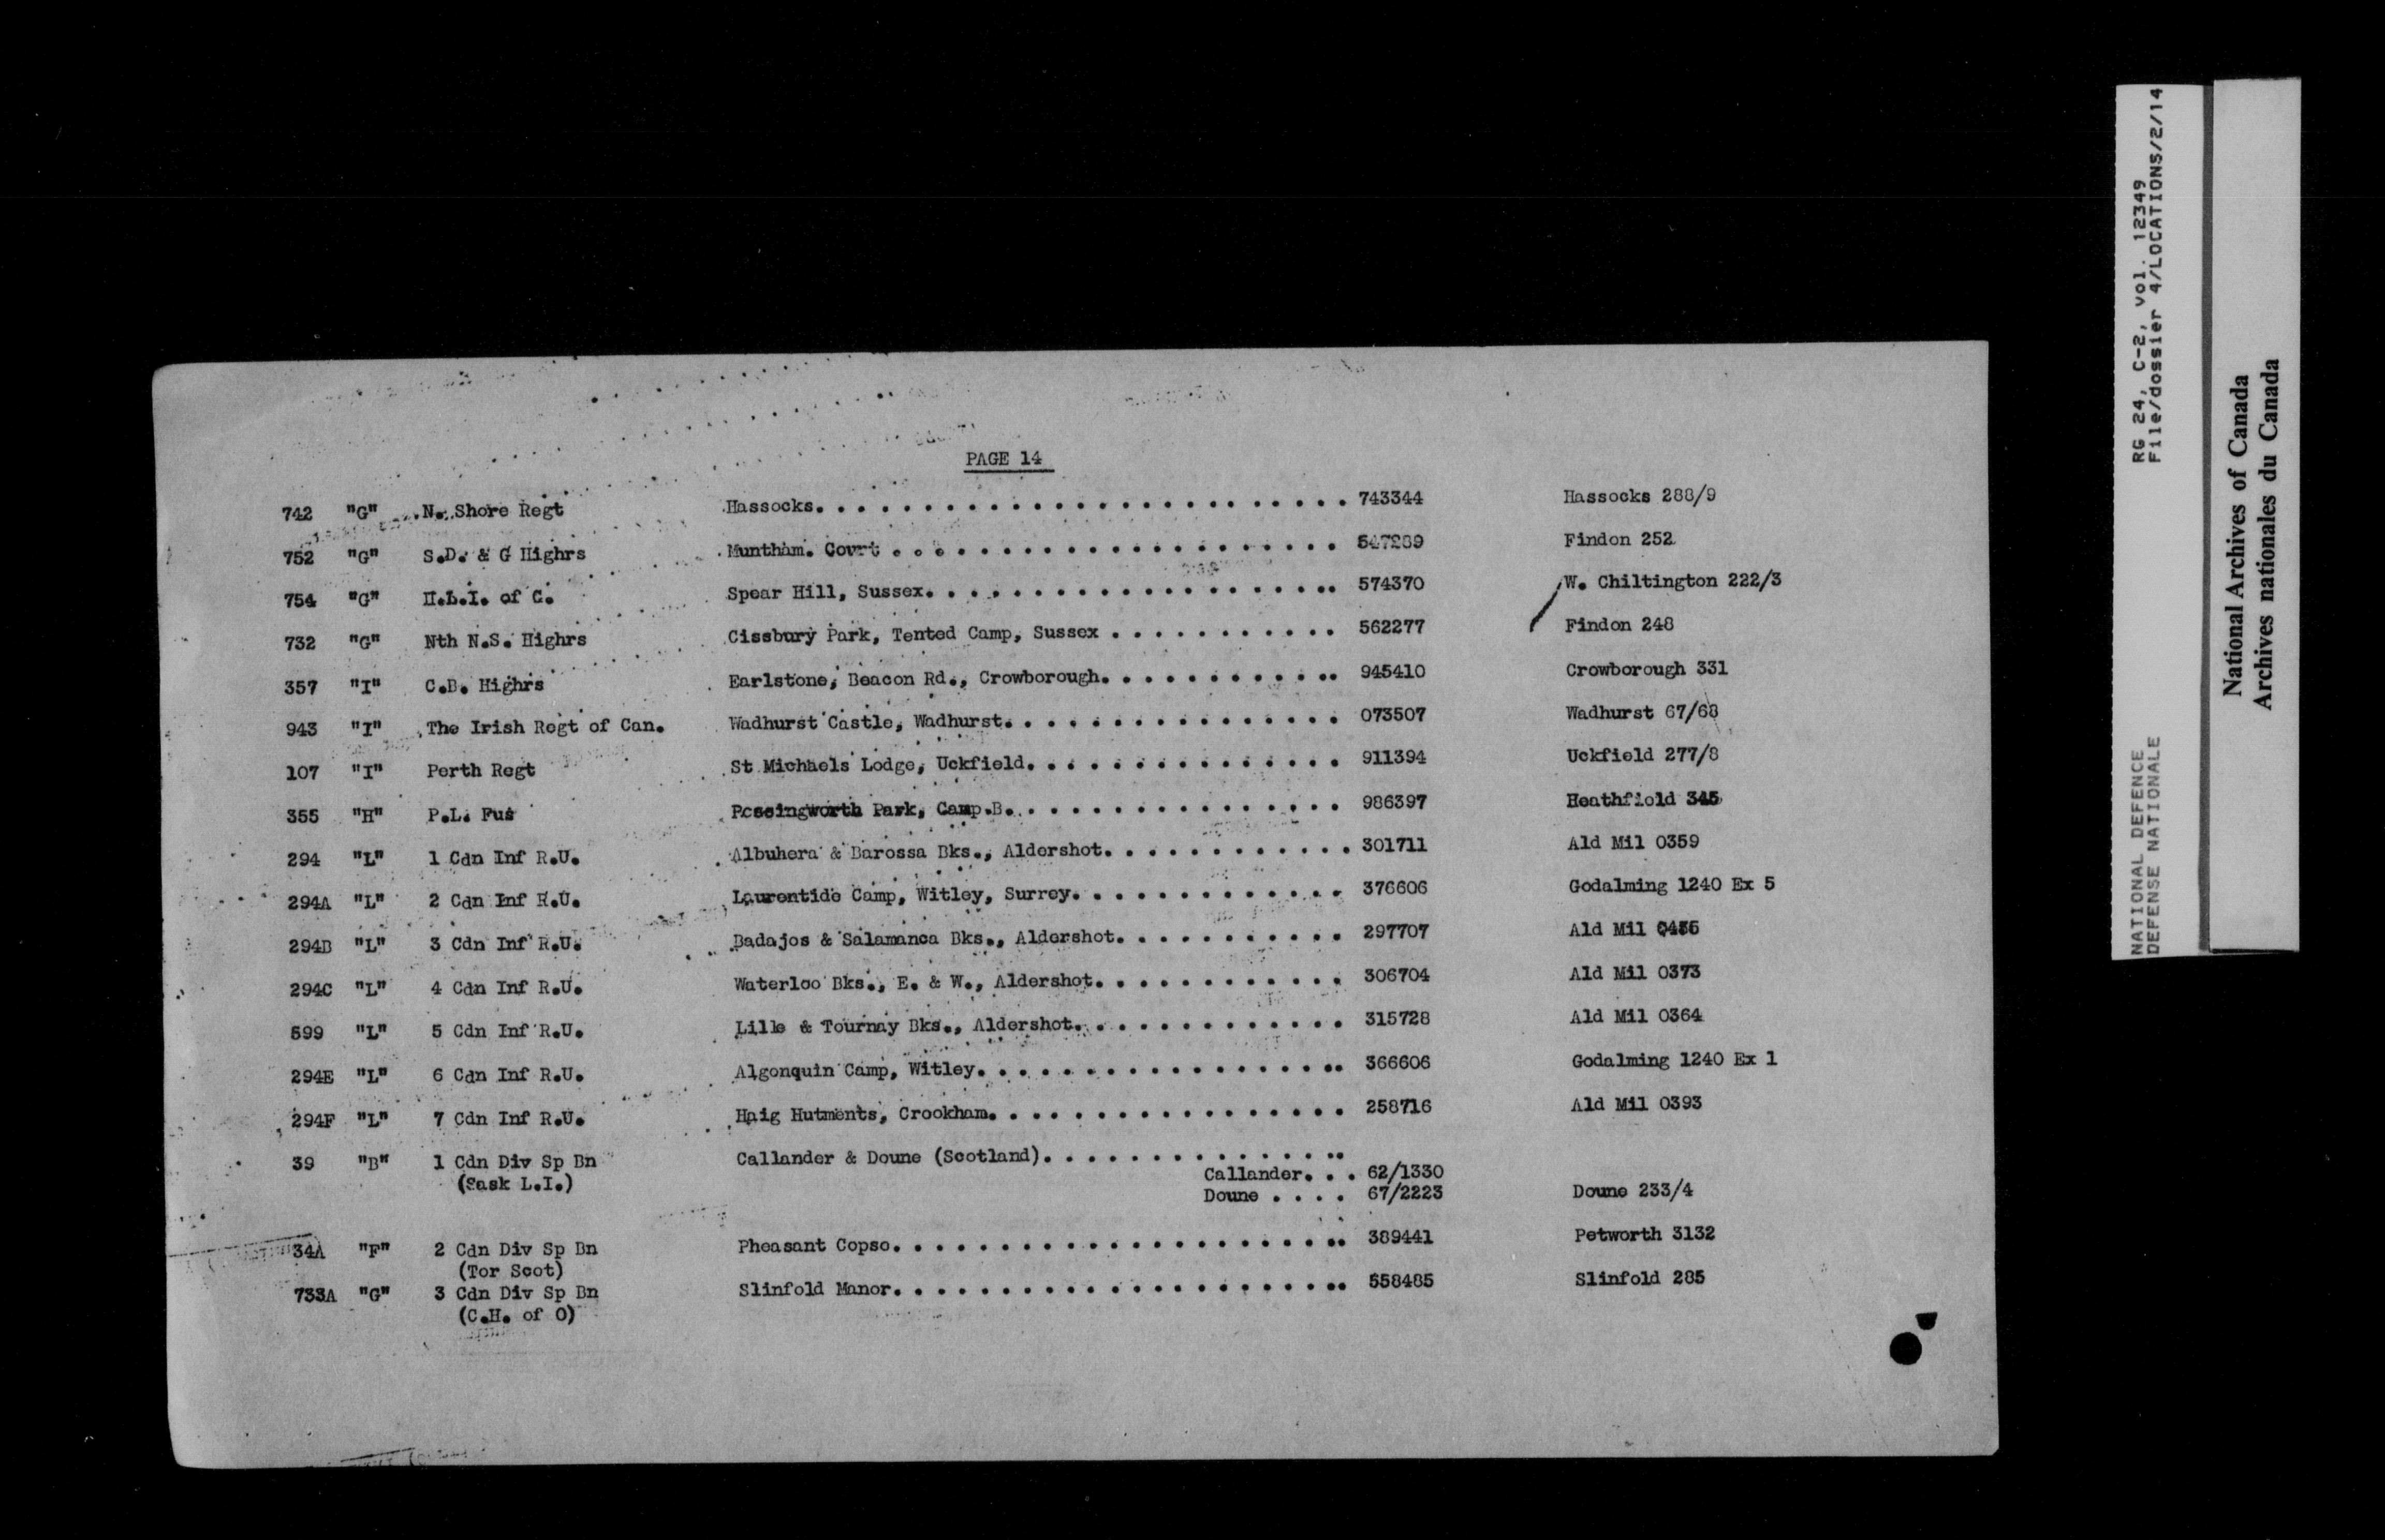 PAGE 14
742 "G" N. Shore Regt Hassocks. . . . . . . . . . . . . . . . . . . . . . . . . 743344 Hassocks 288/9
752 "G" S.D. & G Highrs Muntham. Court . . . . . . . . . . . . . . . . . . . . . 547289 Findon 252
754 "G" H.L.I. of C. Spear Hill, Sussex. . . . . . . . . . . . . . . . . . .. 574370 W. Chiltington 222/3
732 "G" Nth N.S. Highrs Cissbury Park, Tented Camp, Sussex . . . . . . . . . . . 562277 Findon 248
357 "I" C.B. Highrs Earlstone, Beacon Rd., Crowborough. . . . . . . . . . .. 945410 Crowborough 331
943 "I" The Irish Regt of Can. Wadhurst Castle, Wadhurst. . . . . . . . . . . . . . . . 073507 Wadhurst 67/68
107 "I" Perth Regt St Michaels Lodge, Uckfield. . . . . . . . . . . . . . . 911394 Uckfield 277/8
355 "H" P.L. Fus Possingworth Park, Camp.B. . . . . . . . . . . . . . . . 986397 Heathfield 345
294 "L" 1 Cdn Inf R.U. Albuhera & Barossa Bks., Aldershot. . . . . . . . . . . . 301711 Ald Mil 0359
294A "L" 2 Cdn Inf R.U. Laurentide Camp, Witley, Surrey. . . . . . . . . . . . . 376606 Godalming 1240 Ex 5
294B "L" 3 Cdn Inf R.U. Badajos & Salamanca Bks., Aldershot. . . . . . . . . . . 297707 Ald Mil
294C "L" 4 Cdn Inf R.U. Waterloo Bks., E. & W., Aldershot. . . . . . . . . . . . 306704 Ald Mil 0373
599 "L" 5 Cdn Inf R.U. Lille & Tournay Bks., Aldershot. . . . . . . . . . . . . 315728 Ald Mil 0364
294E "L" 6 Cdn Inf R.U. Algonquin Camp, Witley. . . . . . . . . . . . . . . . .. 366606 Godalming 1240 Ex 1
294F "L" 7 Cdn Inf R.U. Haig Hutments, Crookham. . . . . . . . . . . . . . . . . 258716 Ald Mil 0393
39 "B" 1 Cdn Div Sp Bn Callander & Doune (Scotland). . . . . . . . . . . . . ..
(Sask L.I.) Callander. . . 62/1330
Doune . . . . 67/2223 Doune 233/4
34A "F" 2 Cdn Div Sp Bn Pheasant Copse. . . . . . . . . . . . . . . . . . . . .. 389441 Petworth 3132
(Tor Scot)
733A "G" 3 Cdn Div Sp Bn Slinfold Manor. . . . . . . . . . . . . . . . . . . . .. 558485 Slinfold 285
(C.H. of O)
RG 24, C-2, vol. 12349
File/dossier 4/LOCATIONS/2/14
NATIONAL DEFENCE
DEFENSE NATIONALE
National Archives of Canada
Archives nationales du Canada